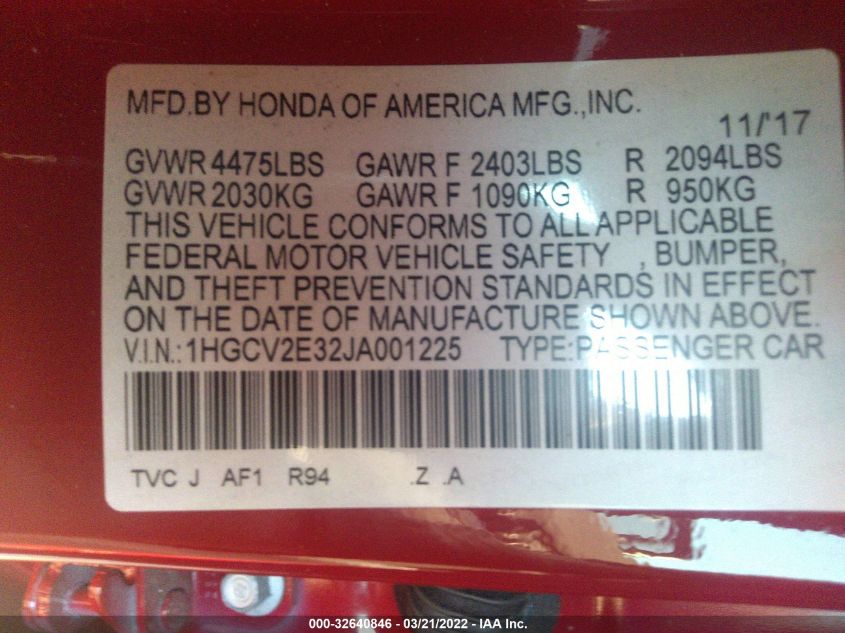 MFD.BY HONDA OF AMERICA MFG.,INC.
11/'17
GVWR 4475LBS GAWR F 2403LBS R 2094LBS
GVWR 2030KG GAWR F 1090KG R 950KG
THIS VEHICLE CONFORMS TO ALL APPLICABLE
FEDERAL MOTOR VEHICLE SAFETY , BUMPER,
AND THEFT PREVENTION STANDARDS IN EFFECT
ON THE DATE OF MANUFACTURE SHOWN ABOVE.
V.I.N.:1HGCV2E32JA001225 TYPE:PASSENGER CAR
TVC J AF1 R94 .Z .A
000-32640846 - 03/21/2022 - IAA Inc.